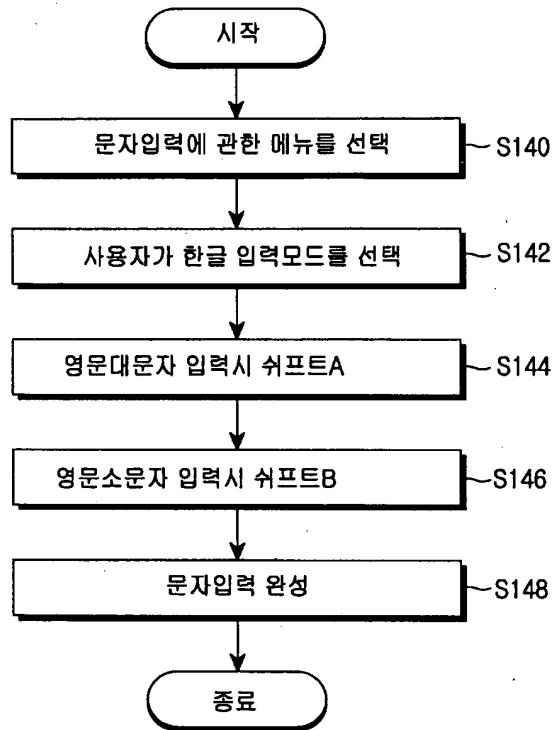 시작
문자입력에 관한 메뉴를 선택
S140
사용자가 한글 입력모드를 선택
S142
영문대문자 입력시 쉬프트A
S144
영문소문자 입력시 쉬프트B
S146
문자입력 완성
S148
종료